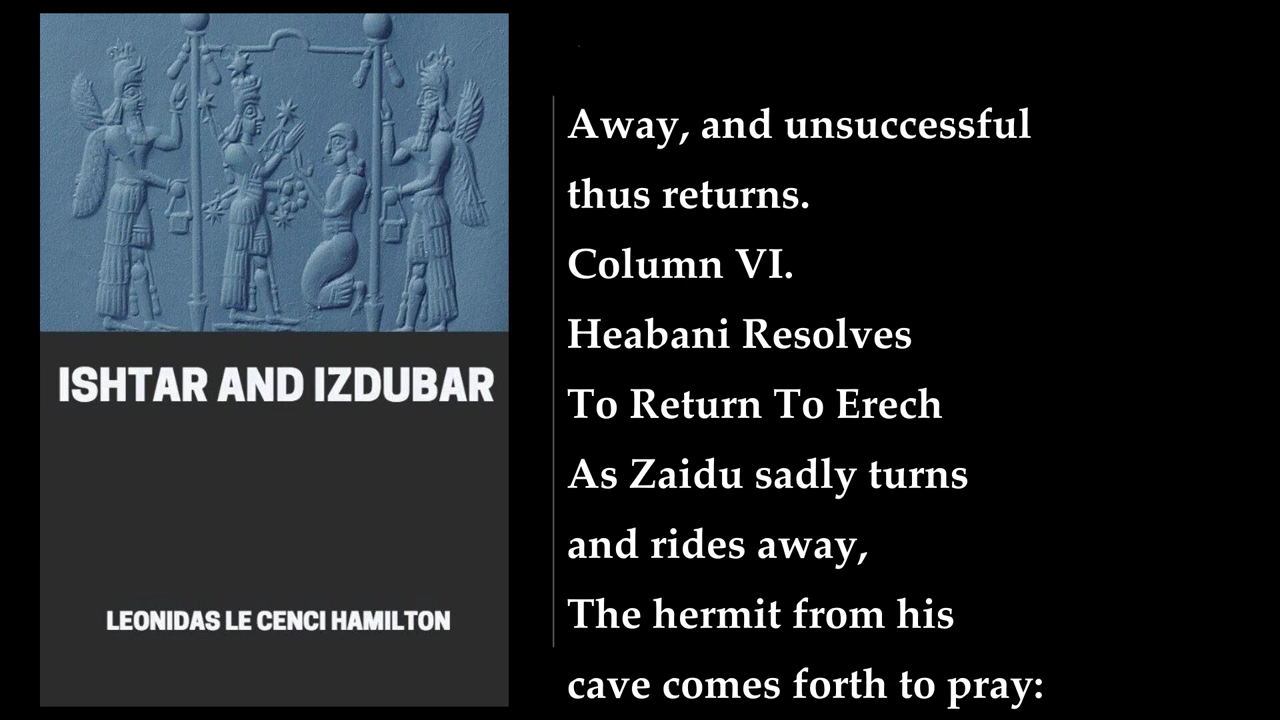 ISHTAR AND IZDUBAR
LEONIDAS LE CENCI HAMILTON
Away, and unsuccessful
thus returns.
Column VI.
Heabani Resolves
To Return To Erech
As Zaidu sadly turns
and rides away,
The hermit from his
cave comes forth to pray: